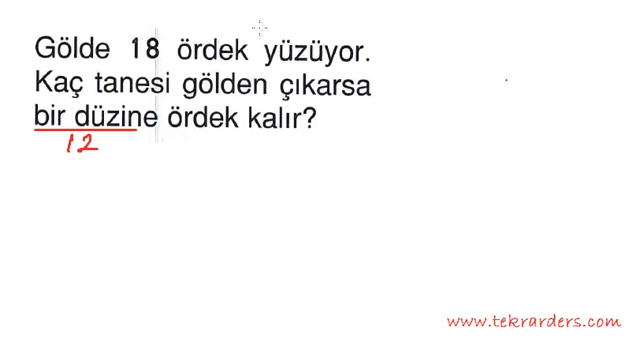 Gölde 18 ördek yüzüyor.
Kaç tanesi gölden çıkarsa
bir düzine ördek kalır?
12
www.tekrarders.com